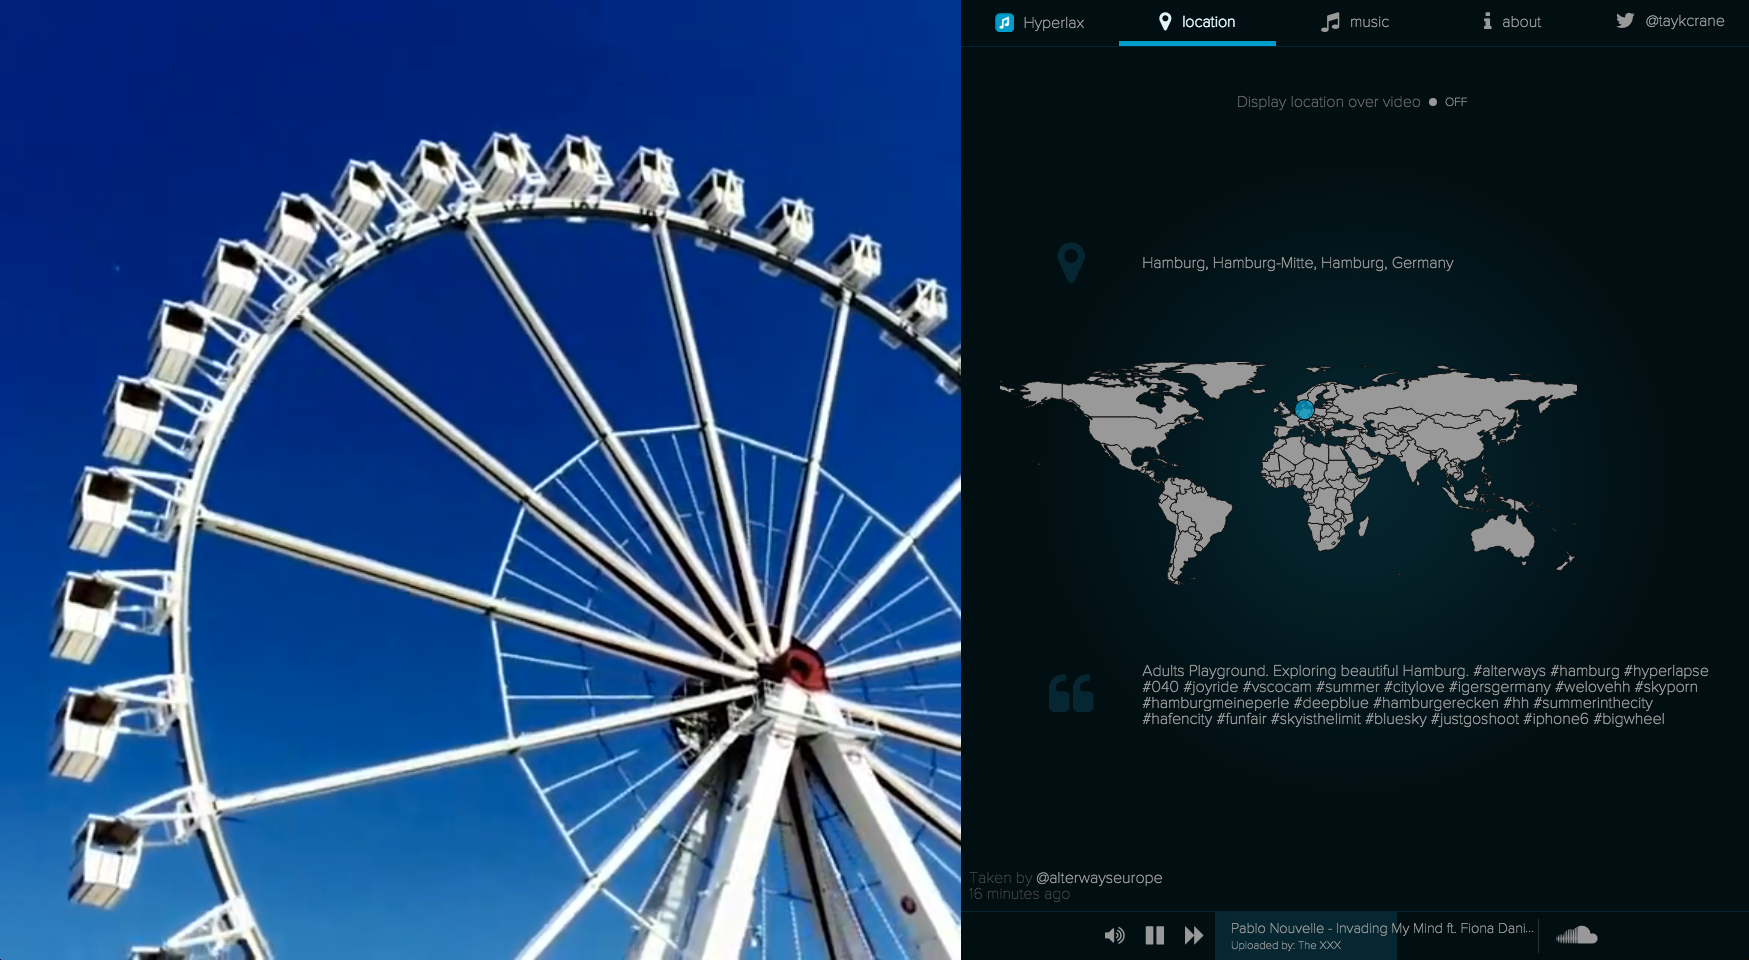 Hyperlax
location
music
about
@taykcrane
Display location over video
OFF
Hamburg, Hamburg-Mitte, Hamburg, Germany
Adults Playground. Exploring beautiful Hamburg. #alterways #hamburg #hyperlapse
#040 #joyride #vscocam #summer #citylove #igersgermany #welovehh #skyporn
#hamburgmeineperle #deepblue #hamburgerecken #hh #summerinthecity
#hafencity #funfair #skyisthelimit #bluesky #justgoshoot #iphone6 #bigwheel
Taken by @alterwayseurope
16 minutes ago
Pablo Nouvelle - Invading My Mind ft. Fiona Dani...
Uploaded by: The XXX